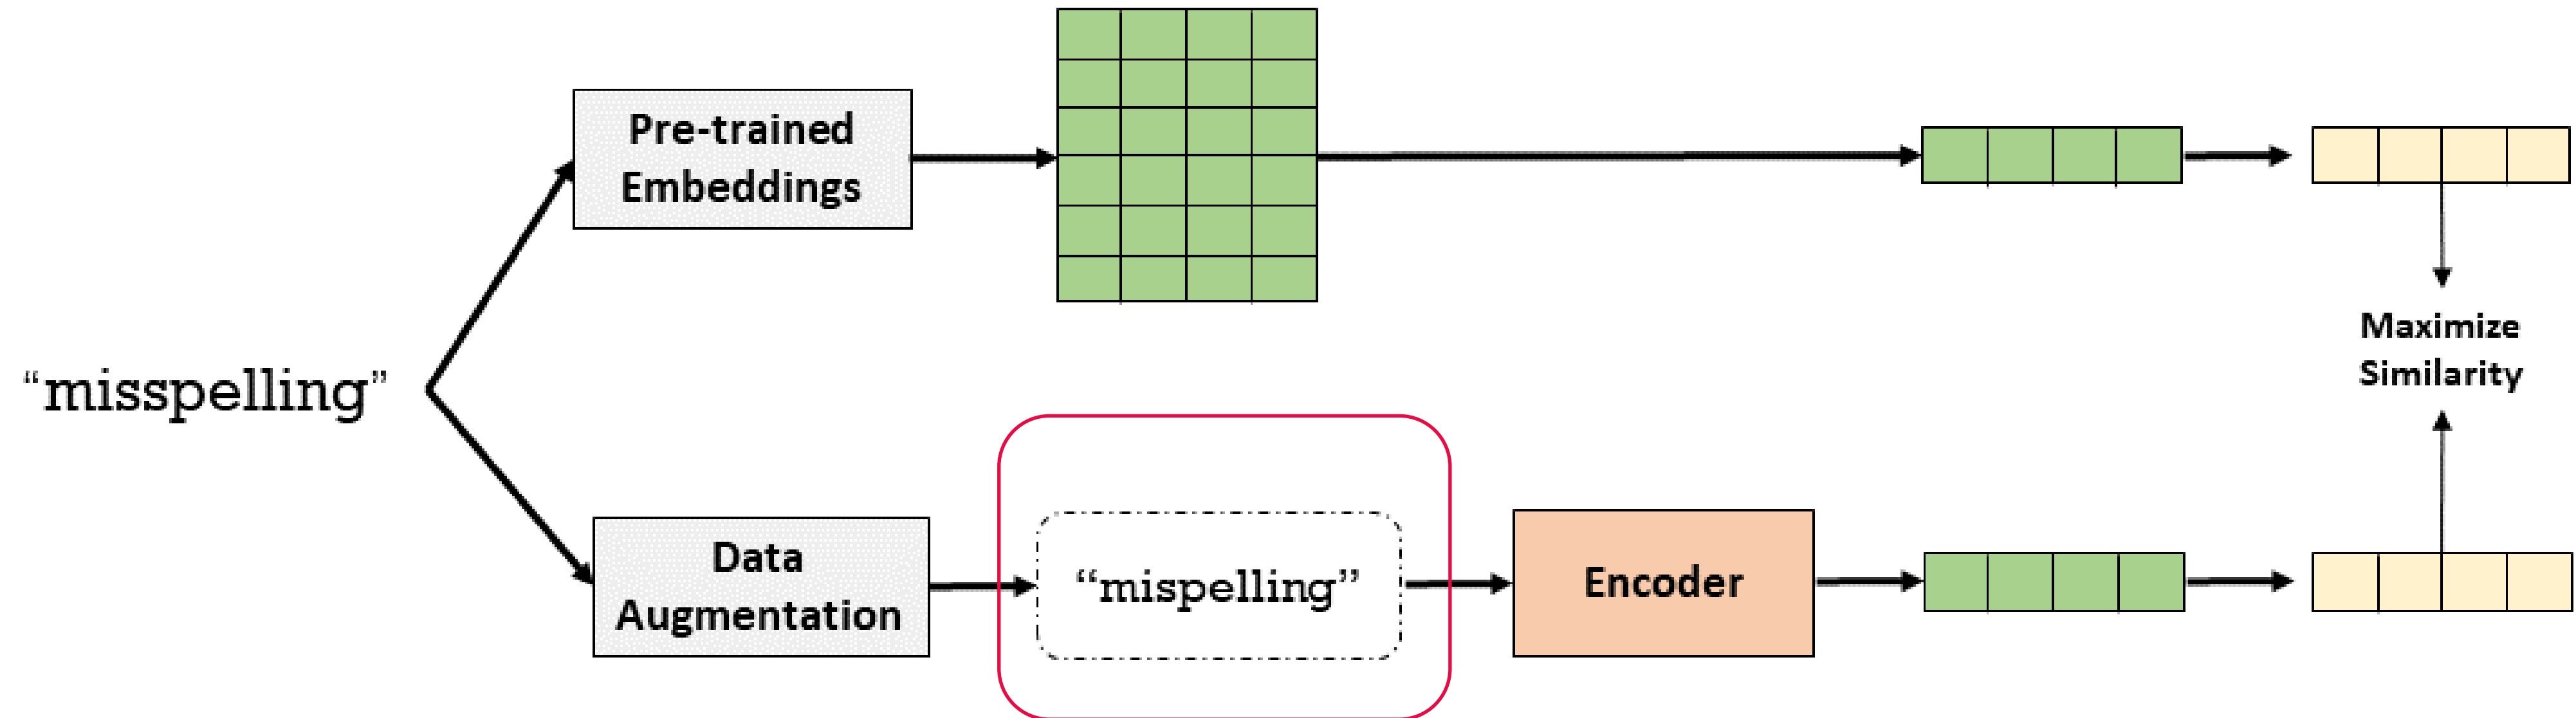 Pre-trained
Embeddings
“misspelling”
Maximize
Similarity
Data
Augmentation
“mispelling”
Encoder